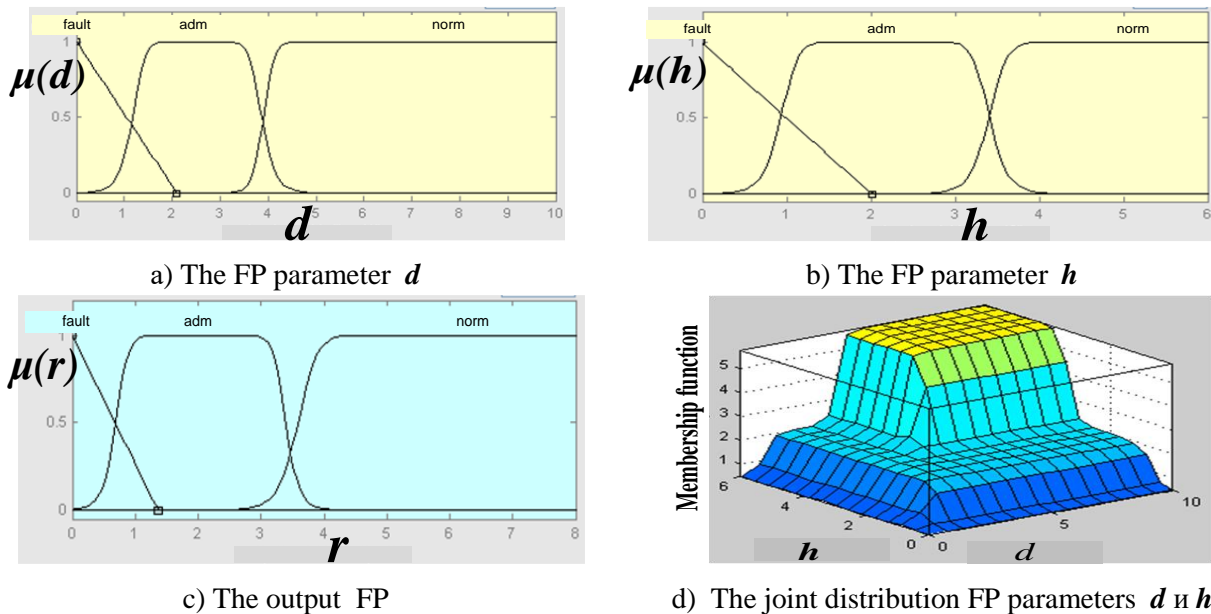 fault adm norm
1
0.5
0
μ(d)
0 1 2 3 4 5 6 7 8 9 10
d
a) The FP parameter d
fault adm norm
1
0.5
0
μ(h)
0 1 2 3 4 5 6
h
b) The FP parameter h
fault adm norm
1
0.5
0
μ(r)
0 1 2 3 4 5 6 7 8
r
c) The output FP
Membership function
5
4
3
2
1
6 4 2 0
0 5 10
h d
d) The joint distribution FP parameters d и h